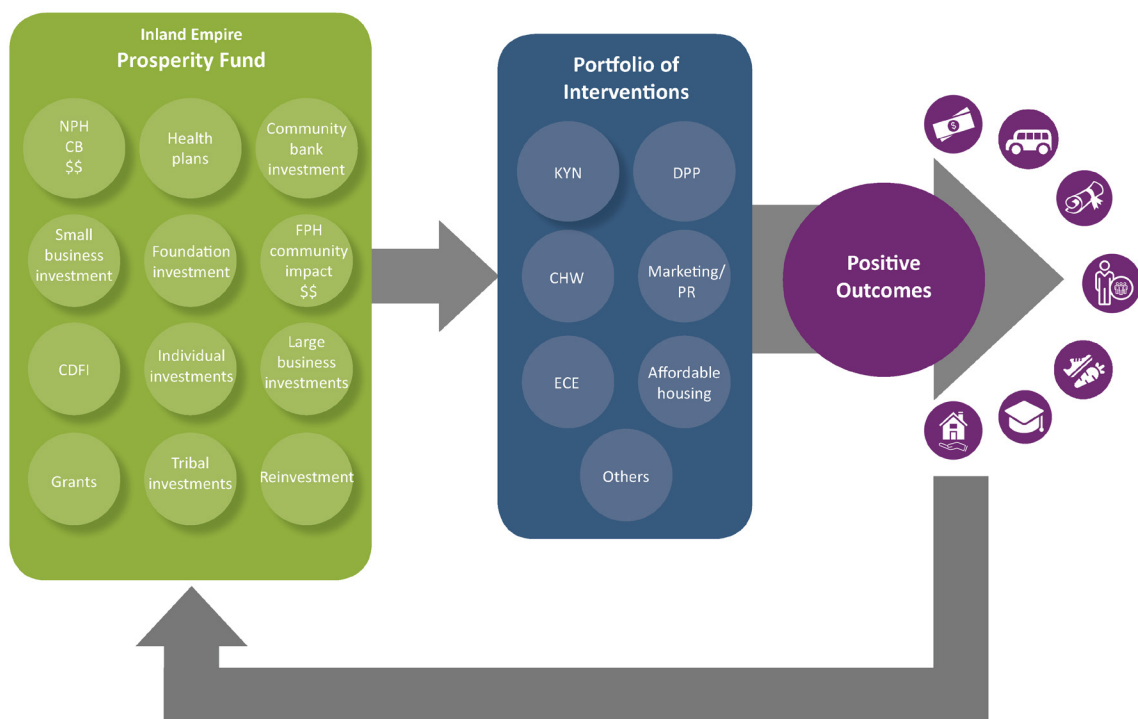 Inland Empire
Prosperity Fund
NPH
CB
$$
Health
plans
Community
bank
investment
Small
business
investment
Foundation
investment
FPH
community
impact
$$
CDFI
Individual
investments
Large
business
investments
Grants
Tribal
investments
Reinvestment
Portfolio of
Interventions
KYN
DPP
CHW
Marketing/
PR
ECE
Affordable
housing
Others
Positive
Outcomes
$